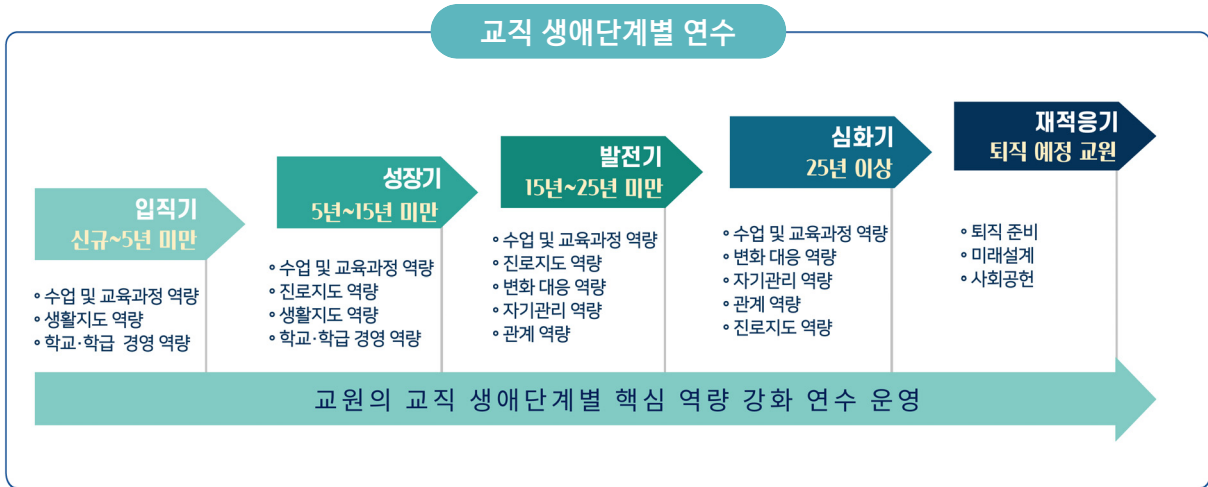 교직 생애단계별 연수
입직기
신규~5년 미만
◦ 수업 및 교육과정 역량
◦ 생활지도 역량
◦ 학교·학급 경영 역량
성장기
5년~15년 미만
◦ 수업 및 교육과정 역량
◦ 진로지도 역량
◦ 생활지도 역량
◦ 학교·학급 경영 역량
발전기
15년~25년 미만
◦ 수업 및 교육과정 역량
◦ 진로지도 역량
◦ 변화 대응 역량
◦ 자기관리 역량
◦ 관계 역량
심화기
25년 이상
◦ 수업 및 교육과정 역량
◦ 변화 대응 역량
◦ 자기관리 역량
◦ 관계 역량
◦ 진로지도 역량
재적응기
퇴직 예정 교원
◦ 퇴직 준비
◦ 미래설계
◦ 사회공헌
교원의 교직 생애단계별 핵심 역량 강화 연수 운영